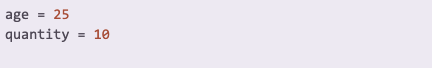 age = 25
quantity = 10